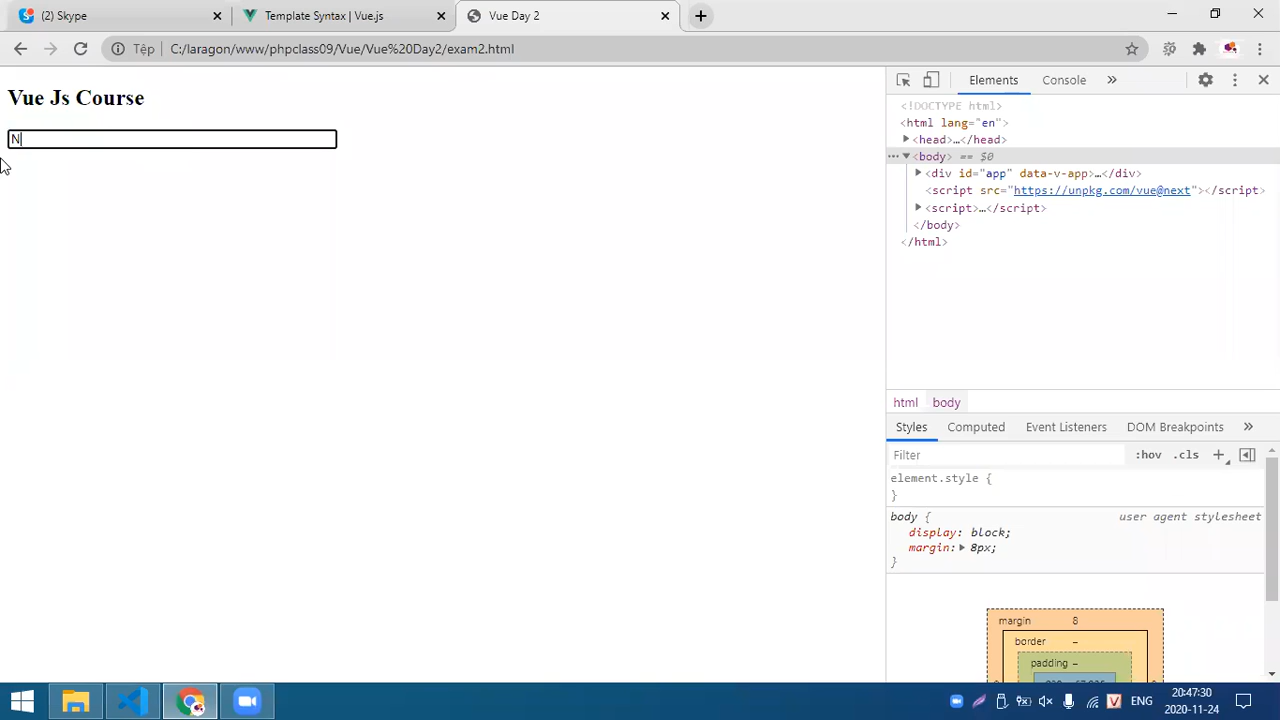 (2) Skype
Template Syntax | Vue.js
Vue Day 2
Tệp
C:/laragon/www/phpclass09/Vue/Vue%20Day2/exam2.html
Vue Js Course
N
Elements
Console
<!DOCTYPE html>
<html lang="en">
<head>…</head>
<body> == $0
<div id="app" data-v-app>…</div>
<script src="https://unpkg.com/vue@next"></script>
<script>…</script>
</body>
</html>
html body
Styles Computed Event Listeners DOM Breakpoints
Filter :hov .cls
element.style {
}
body { user agent stylesheet
display: block;
margin: 8px;
}
margin 8
border –
padding –
V ENG
20:47:30
2020-11-24